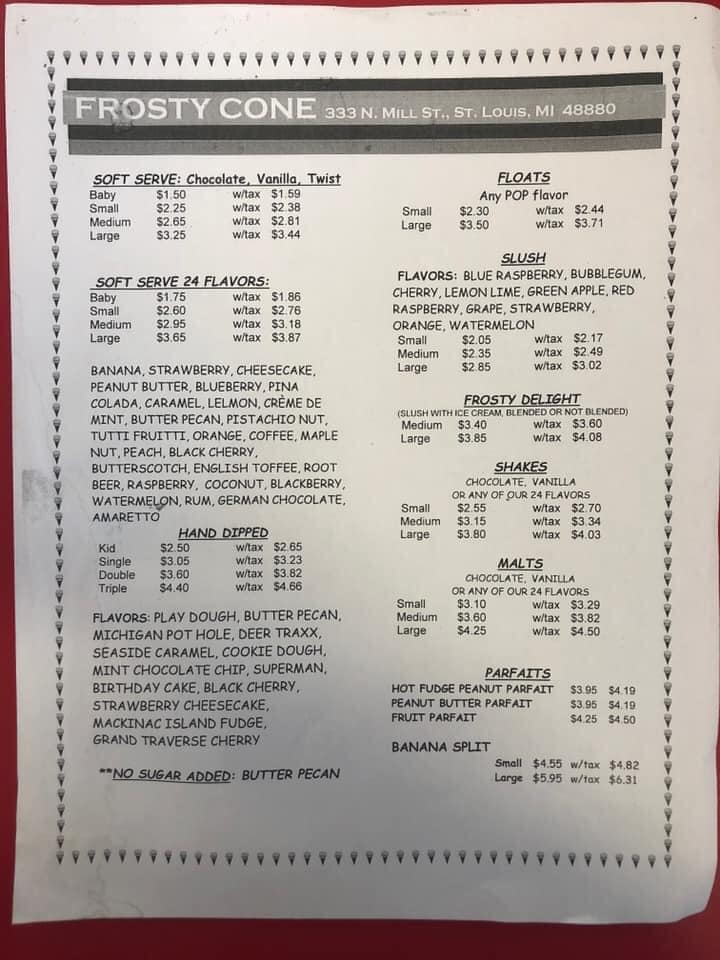 FROSTY CONE 333 N. MILL ST., ST. LOUIS, MI 48880
SOFT SERVE: Chocolate, Vanilla, Twist
Baby $1.50 w/tax $1.59
Small $2.25 w/tax $2.38
Medium $2.65 w/tax $2.81
Large $3.25 w/tax $3.44
SOFT SERVE 24 FLAVORS:
Baby $1.75 w/tax $1.86
Small $2.60 w/tax $2.76
Medium $2.95 w/tax $3.18
Large $3.65 w/tax $3.87
BANANA, STRAWBERRY, CHEESECAKE,
PEANUT BUTTER, BLUEBERRY, PINA
COLADA, CARAMEL, LELMON, CRÈME DE
MINT, BUTTER PECAN, PISTACHIO NUT,
TUTTI FRUITTI, ORANGE, COFFEE, MAPLE
NUT, PEACH, BLACK CHERRY,
BUTTERSCOTCH, ENGLISH TOFFEE, ROOT
BEER, RASPBERRY, COCONUT, BLACKBERRY,
WATERMELON, RUM, GERMAN CHOCOLATE,
AMARETTO
HAND DIPPED
Kid $2.50 w/tax $2.65
Single $3.05 w/tax $3.23
Double $3.60 w/tax $3.82
Triple $4.40 w/tax $4.66
FLAVORS: PLAY DOUGH, BUTTER PECAN,
MICHIGAN POT HOLE, DEER TRAXX,
SEASIDE CARAMEL, COOKIE DOUGH,
MINT CHOCOLATE CHIP, SUPERMAN,
BIRTHDAY CAKE, BLACK CHERRY,
STRAWBERRY CHEESECAKE,
MACKINAC ISLAND FUDGE,
GRAND TRAVERSE CHERRY
**NO SUGAR ADDED: BUTTER PECAN
FLOATS
Any POP flavor
Small $2.30 w/tax $2.44
Large $3.50 w/tax $3.71
SLUSH
FLAVORS: BLUE RASPBERRY, BUBBLEGUM,
CHERRY, LEMON LIME, GREEN APPLE, RED
RASPBERRY, GRAPE, STRAWBERRY,
ORANGE, WATERMELON
Small $2.05 w/tax $2.17
Medium $2.35 w/tax $2.49
Large $2.85 w/tax $3.02
FROSTY DELIGHT
(SLUSH WITH ICE CREAM, BLENDED OR NOT BLENDED)
Medium $3.40 w/tax $3.60
Large $3.85 w/tax $4.08
SHAKES
CHOCOLATE, VANILLA
OR ANY OF OUR 24 FLAVORS
Small $2.55 w/tax $2.70
Medium $3.15 w/tax $3.34
Large $3.80 w/tax $4.03
MALTS
CHOCOLATE, VANILLA
OR ANY OF OUR 24 FLAVORS
Small $3.10 w/tax $3.29
Medium $3.60 w/tax $3.82
Large $4.25 w/tax $4.50
PARFAITS
HOT FUDGE PEANUT PARFAIT $3.95 $4.19
PEANUT BUTTER PARFAIT $3.95 $4.19
FRUIT PARFAIT $4.25 $4.50
BANANA SPLIT
Small $4.55 w/tax $4.82
Large $5.95 w/tax $6.31